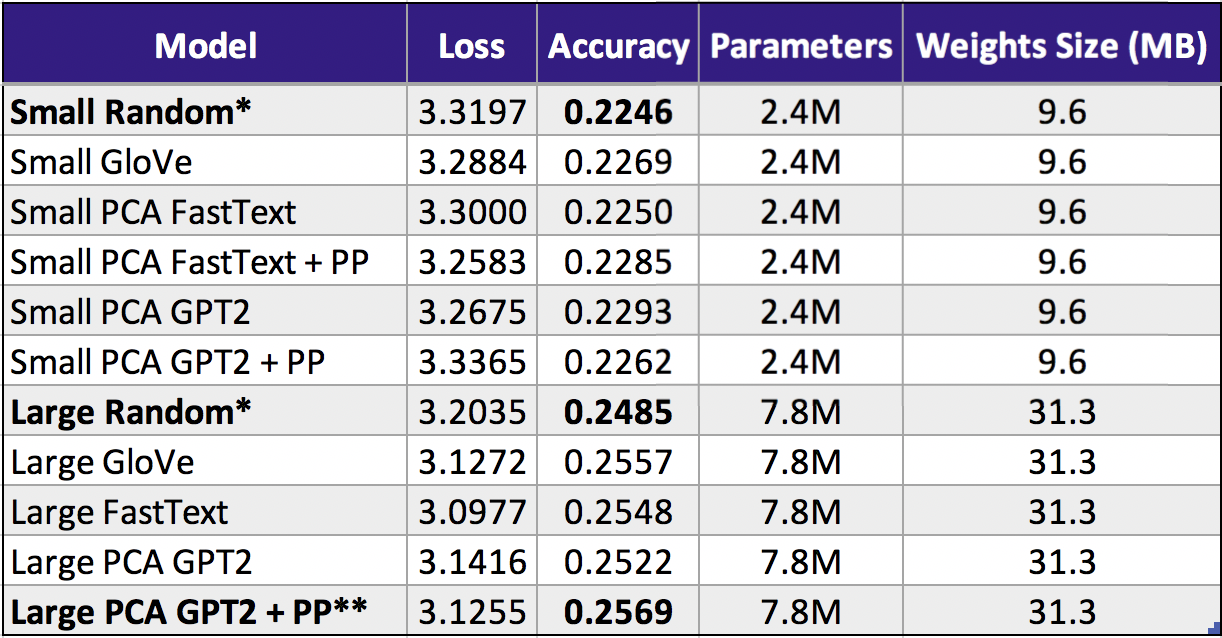 Model Loss Accuracy Parameters Weights Size (MB)
Small Random* 3.3197 0.2246 2.4M 9.6
Small GloVe 3.2884 0.2269 2.4M 9.6
Small PCA FastText 3.3000 0.2250 2.4M 9.6
Small PCA FastText + PP 3.2583 0.2285 2.4M 9.6
Small PCA GPT2 3.2675 0.2293 2.4M 9.6
Small PCA GPT2 + PP 3.3365 0.2262 2.4M 9.6
Large Random* 3.2035 0.2485 7.8M 31.3
Large GloVe 3.1272 0.2557 7.8M 31.3
Large FastText 3.0977 0.2548 7.8M 31.3
Large PCA GPT2 3.1416 0.2522 7.8M 31.3
Large PCA GPT2 + PP** 3.1255 0.2569 7.8M 31.3